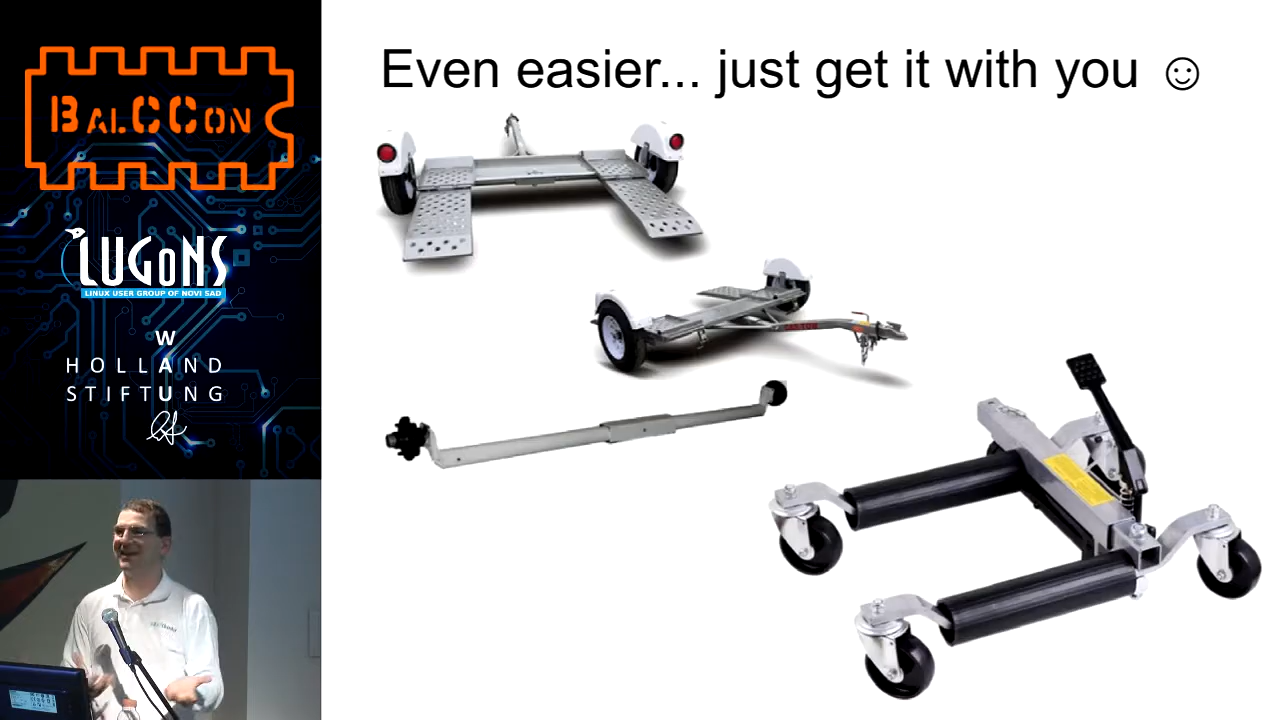 Even easier... just get it with you ☺
BALCCON
LUGONS
LINUX USER GROUP OF NOVI SAD
W
HOLLAND
STIFTUNG